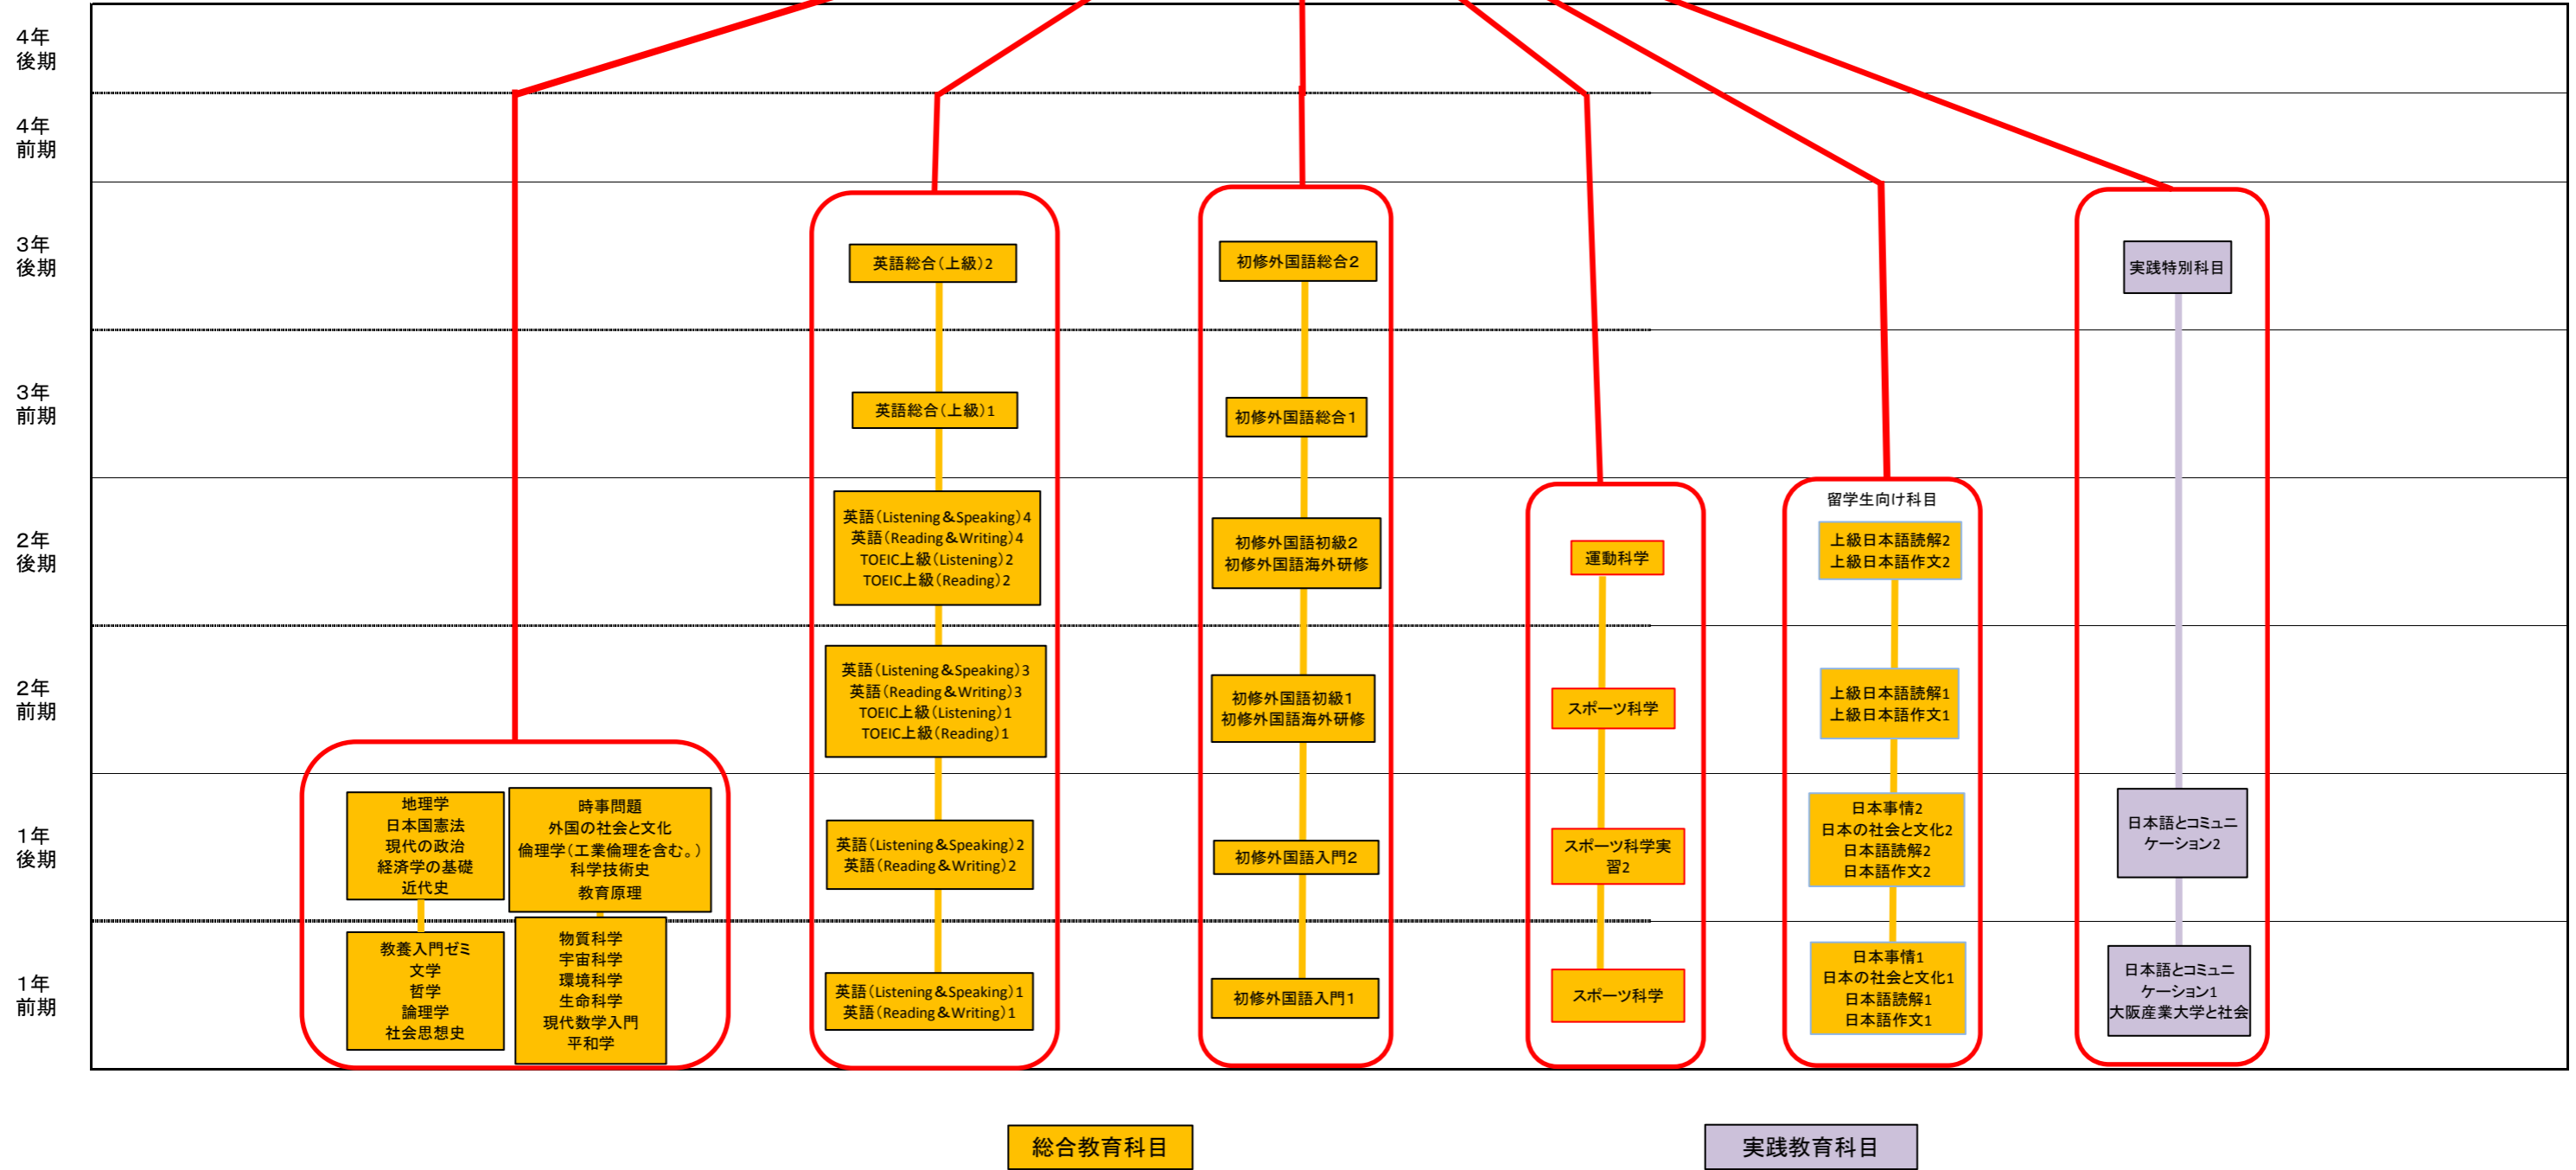 4年
後期
4年
前期
3年
後期
英語総合(上級)2
初修外国語総合2
実践特別科目
3年
前期
英語総合(上級)1
初修外国語総合1
2年
後期
英語(Listening&Speaking)4
英語(Reading&Writing)4
TOEIC上級(Listening)2
TOEIC上級(Reading)2
初修外国語初級2
初修外国語海外研修
運動科学
留学生向け科目
上級日本語読解2
上級日本語作文2
2年
前期
英語(Listening&Speaking)3
英語(Reading&Writing)3
TOEIC上級(Listening)1
TOEIC上級(Reading)1
初修外国語初級1
初修外国語海外研修
スポーツ科学
上級日本語読解1
上級日本語作文1
1年
後期
地理学
日本国憲法
現代の政治
経済学の基礎
近代史
時事問題
外国の社会と文化
倫理学(工業倫理を含む。)
科学技術史
教育原理
英語(Listening&Speaking)2
英語(Reading&Writing)2
初修外国語入門2
スポーツ科学実
習2
日本事情2
日本の社会と文化2
日本語読解2
日本語作文2
日本語とコミュニ
ケーション2
1年
前期
教養入門ゼミ
文学
哲学
論理学
社会思想史
物質科学
宇宙科学
環境科学
生命科学
現代数学入門
平和学
英語(Listening&Speaking)1
英語(Reading&Writing)1
初修外国語入門1
スポーツ科学
日本事情1
日本の社会と文化1
日本語読解1
日本語作文1
日本語とコミュニ
ケーション1
大阪産業大学と社会
総合教育科目
実践教育科目